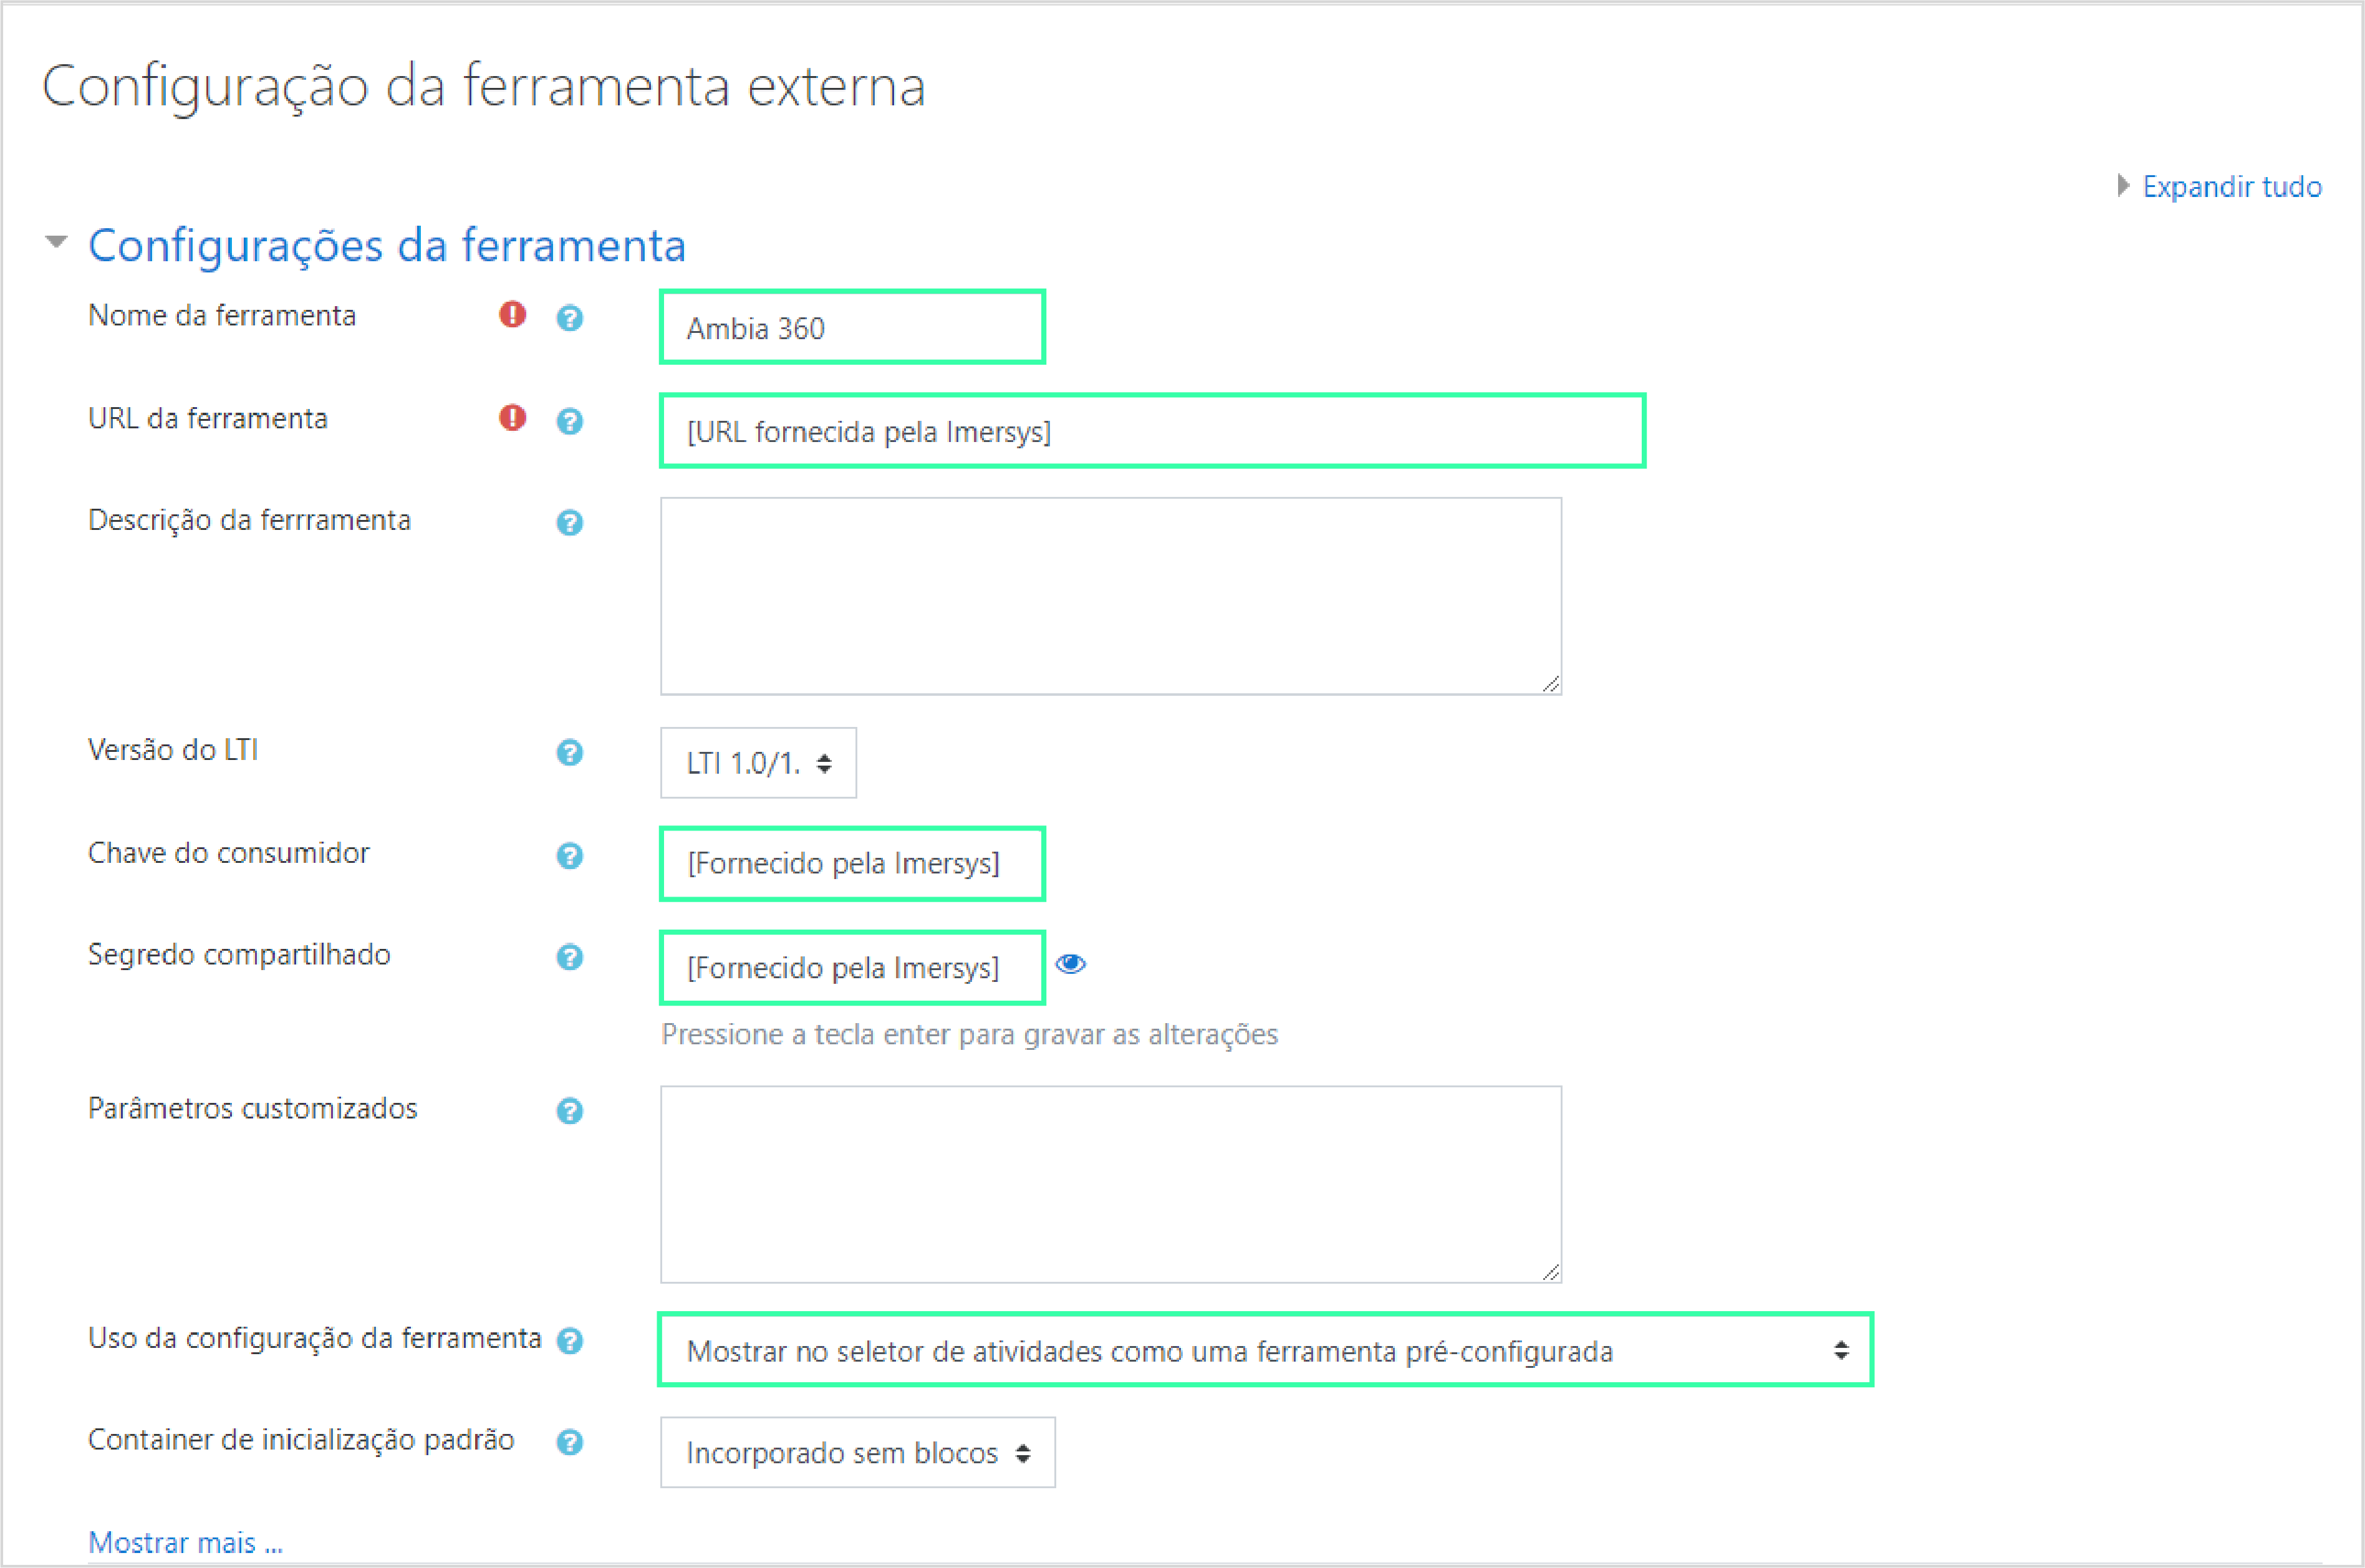 Configuração da ferramenta externa
Expandir tudo
Configurações da ferramenta
Nome da ferramenta
Ambia 360
URL da ferramenta
[URL fornecida pela Imersys]
Descrição da ferrramenta
Versão do LTI
LTI 1.0/1.
Chave do consumidor
[Fornecido pela Imersys]
Segredo compartilhado
[Fornecido pela Imersys]
Pressione a tecla enter para gravar as alterações
Parâmetros customizados
Uso da configuração da ferramenta
Mostrar no seletor de atividades como uma ferramenta pré-configurada
Container de inicialização padrão
Incorporado sem blocos
Mostrar mais ...